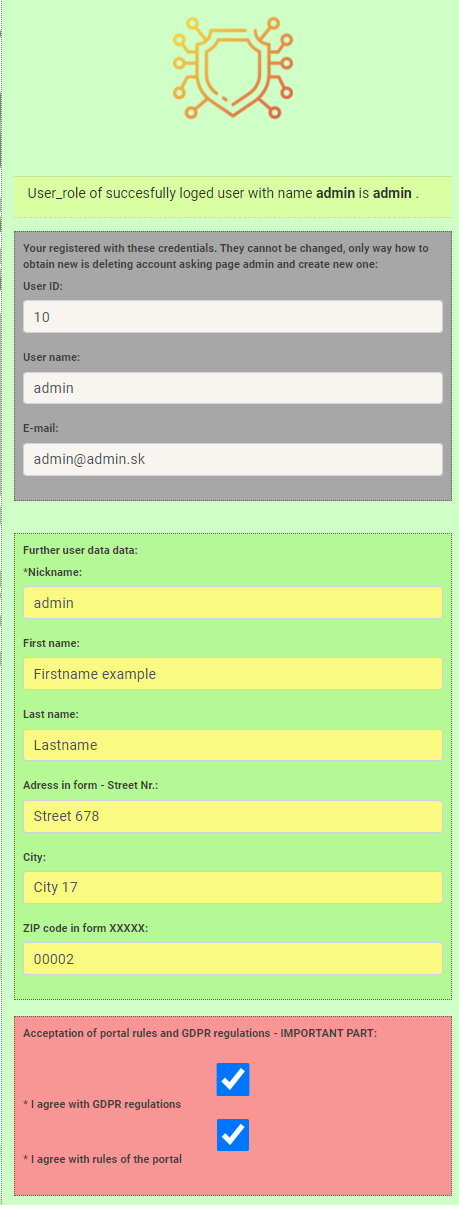 User_role of succesfully loged user with name admin is admin .
Your registered with these credentials. They cannot be changed, only way how to
obtain new is deleting account asking page admin and create new one:
User ID:
10
User name:
admin
E-mail:
admin@admin.sk
Further user data data:
*Nickname:
admin
First name:
Firstname example
Last name:
Lastname
Adress in form - Street Nr.:
Street 678
City:
City 17
ZIP code in form XXXXX:
00002
Acceptation of portal rules and GDPR regulations - IMPORTANT PART:
* I agree with GDPR regulations
* I agree with rules of the portal